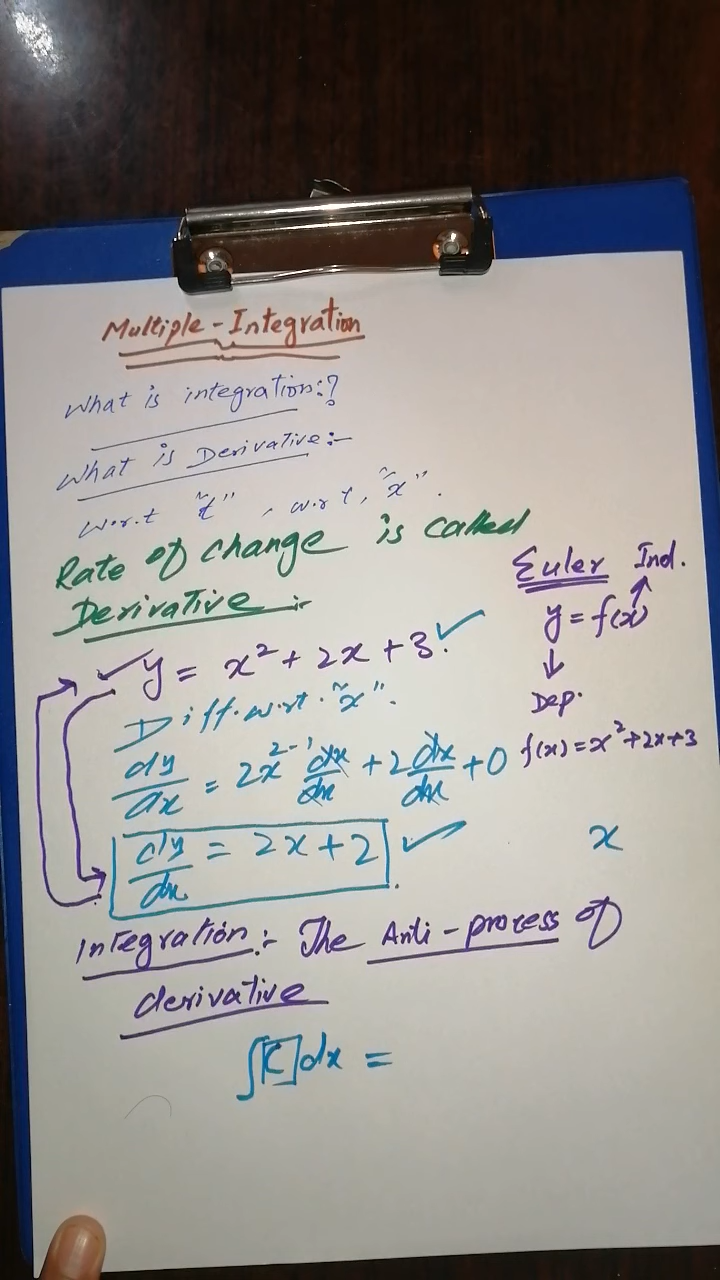 Multiple-Integration
What is integration:?
What is Derivative:-
w.r.t "t", w.r.t, "x".
Rate of change is called
Derivative:-
Euler Ind.
y = f(x)
Dep.
f(x) = x²+2x+3
y = x² + 2x + 3.
Diff. w.r.t. "x".
dy/dx = 2x²⁻¹ dx/dx + 2 dx/dx + 0
dy/dx = 2x+2
x
Integration:- The Anti-process of
derivative
∫[C]dx =